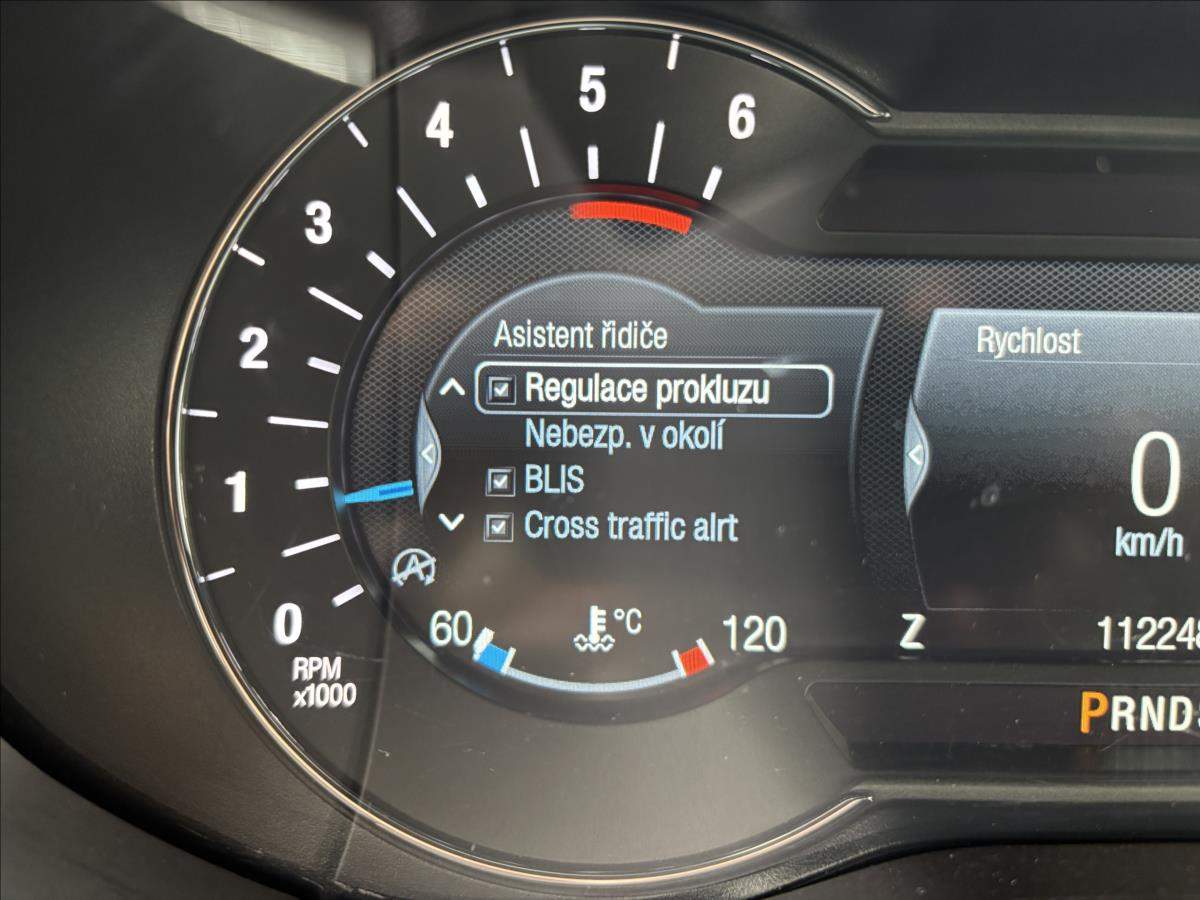 6
5
4
3
2
1
0
RPM
x1000
Asistent řidiče
Regulace prokluzu
Nebezp. v okolí
BLIS
Cross traffic alrt
A
60
°C
120
Rychlost
0
km/h
Z
PRND